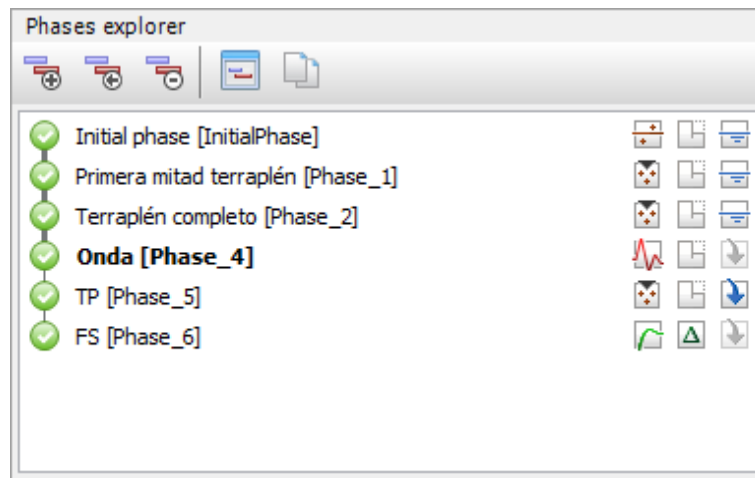 Phases explorer
Initial phase [InitialPhase]
Primera mitad terraplén [Phase_1]
Terraplén completo [Phase_2]
Onda [Phase_4]
TP [Phase_5]
FS [Phase_6]